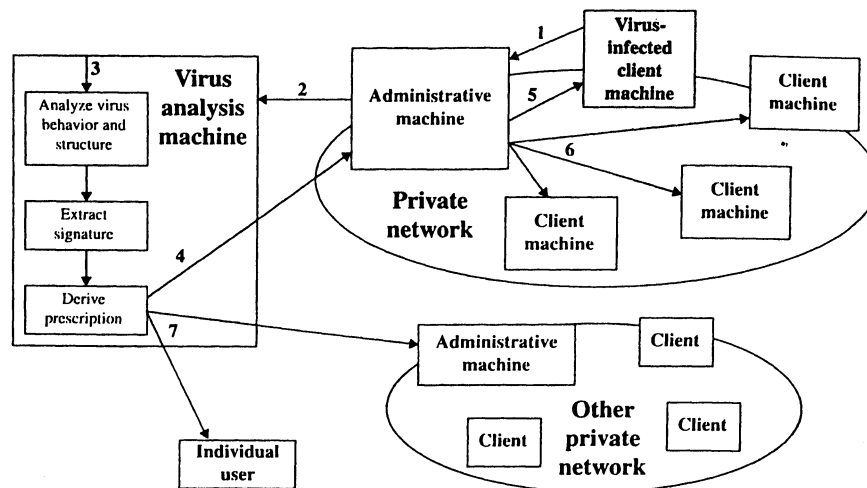 1
Virus-
infected
client
machine
3
Virus
analysis
machine
Analyze virus
behavior and
structure
2
Administrative
machine
5
Client
machine
6
Extract
signature
4
Private
network
Client
machine
Client
machine
Derive
prescription
7
Administrative
machine
Client
Other
private
network
Client
Client
Individual
user